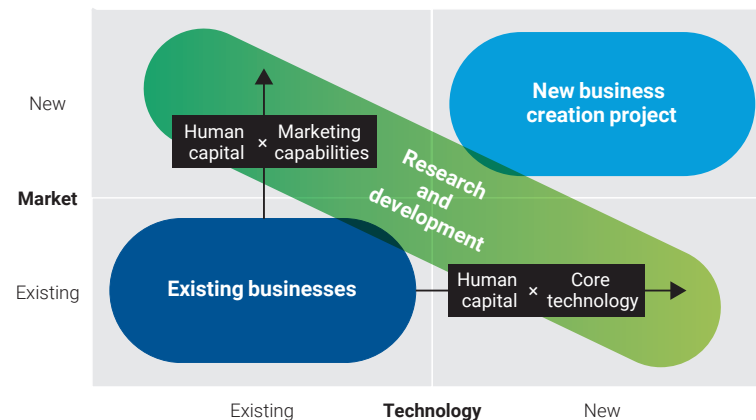 New business
creation project
New
Human
capital
×
Marketing
capabilities
Research
and
development
Market
Existing
Existing businesses
Human
capital
×
Core
technology
Existing
Technology
New